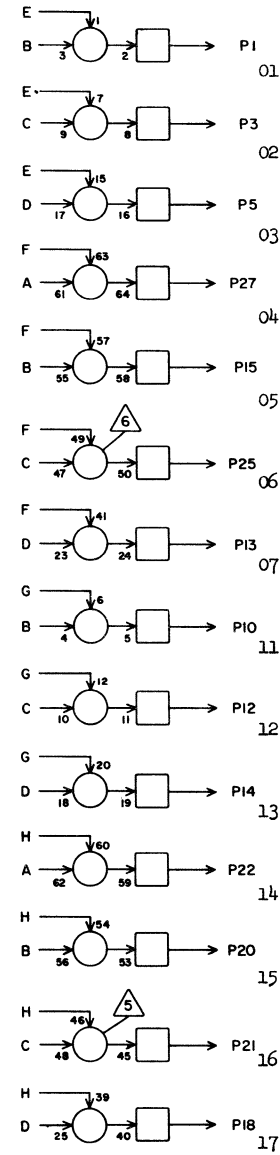 E 1
B 3 2 P1
01
E 7
C 9 8 P3
02
E 15
D 17 16 P5
03
F 63
A 61 64 P27
04
F 57
B 55 58 P15
05
6
F 49
C 47 50 P25
06
F 41
D 23 24 P13
07
G 6
B 4 5 P10
11
G 12
C 10 11 P12
12
G 20
D 18 19 P14
13
H 60
A 62 59 P22
14
H 54
B 56 53 P20
15
5
H 46
C 48 45 P21
16
H 39
D 25 40 P18
17